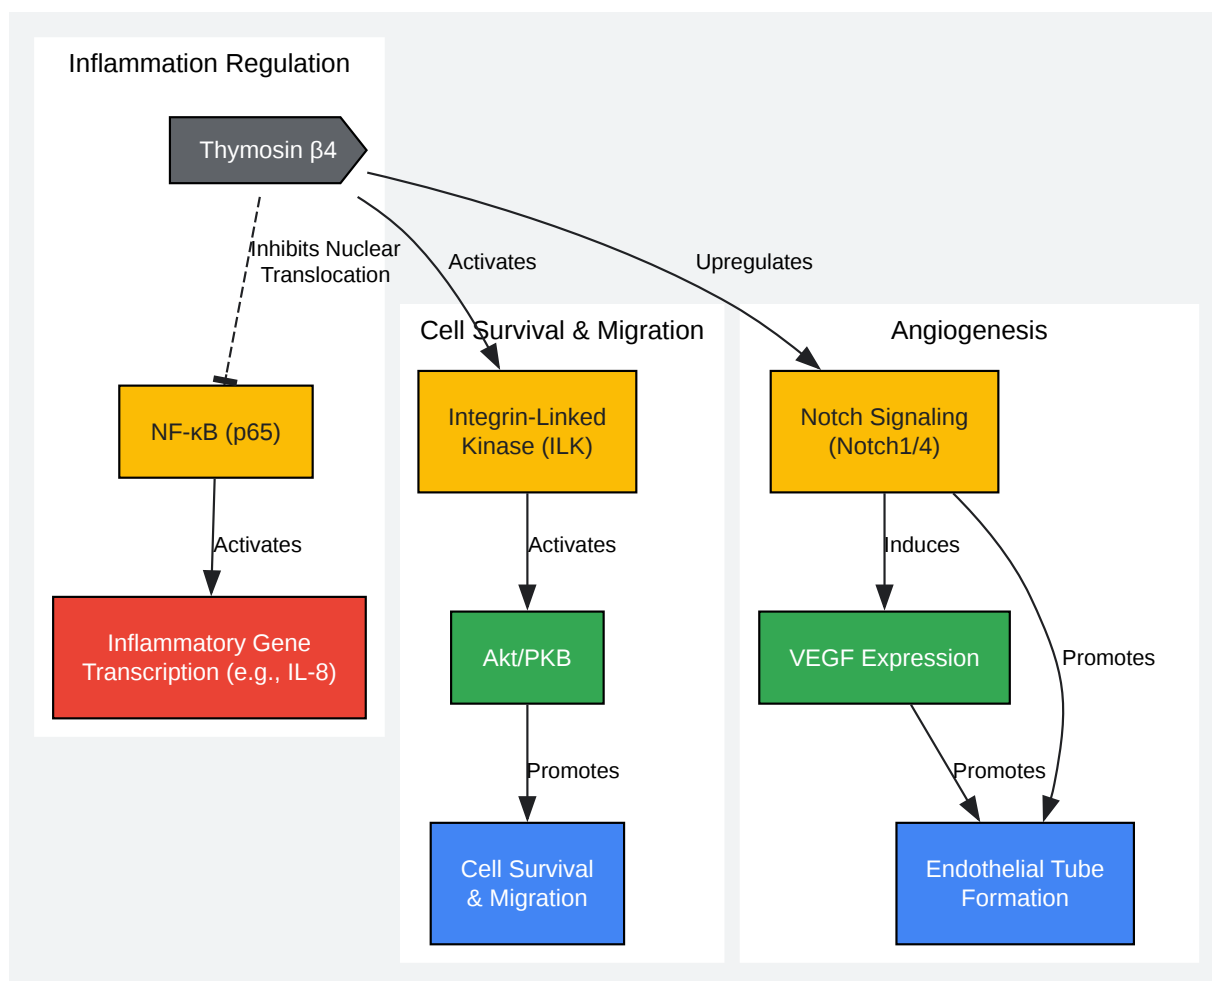 Inflammation Regulation
Thymosin β4
Inhibits Nuclear
Translocation
Activates
Upregulates
Cell Survival & Migration
Angiogenesis
NF-κB (p65)
Integrin-Linked
Kinase (ILK)
Notch Signaling
(Notch1/4)
Activates
Activates
Induces
Inflammatory Gene
Transcription (e.g., IL-8)
Akt/PKB
VEGF Expression
Promotes
Promotes
Promotes
Cell Survival
& Migration
Endothelial Tube
Formation